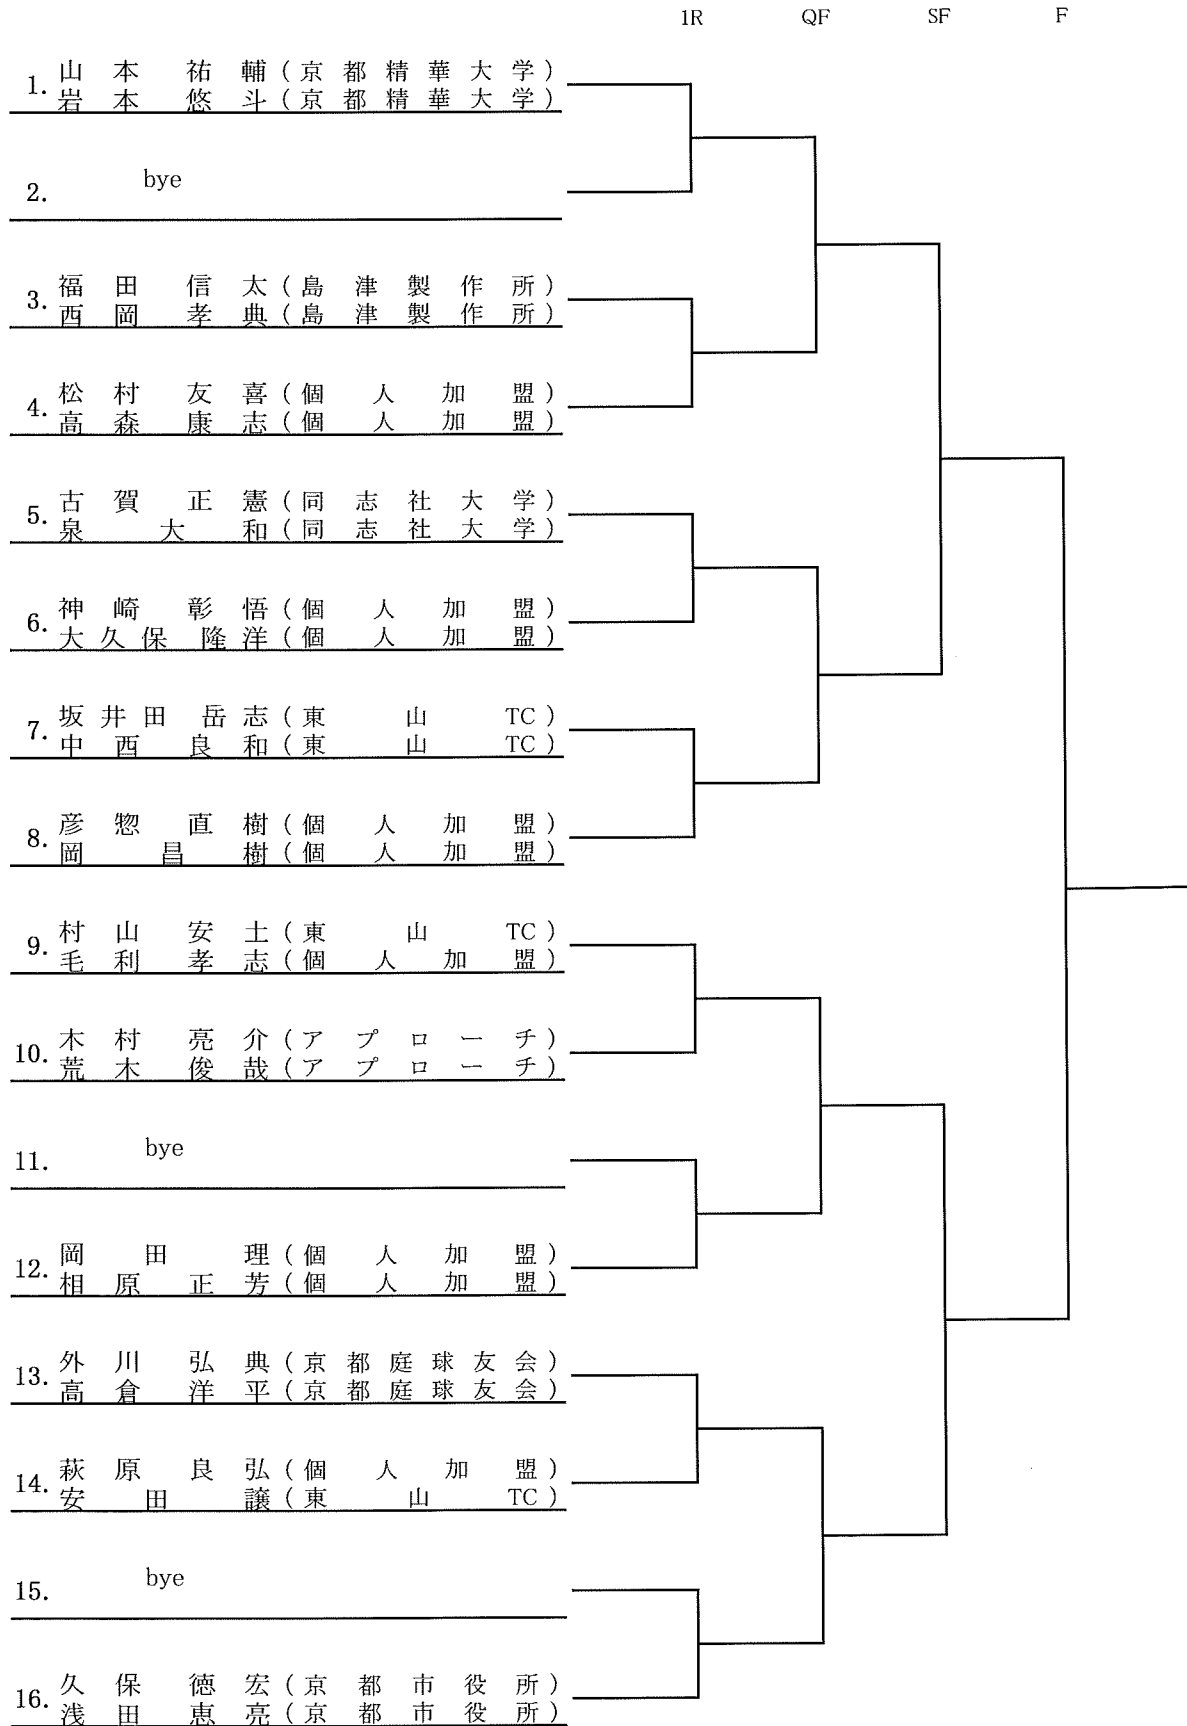 1R QF SF F
1. 山本 祐輔(京都精華大学)
岩本 悠斗(京都精華大学)
2. bye
3. 福田 信太(島津製作所)
西岡 孝典(島津製作所)
4. 松村 友喜(個人加盟)
高森 康志(個人加盟)
5. 古賀 正憲(同志社大学)
泉 大和(同志社大学)
6. 神崎 彰悟(個人加盟)
大久保 隆洋(個人加盟)
7. 坂井田 岳志(東山TC)
中西 良和(東山TC)
8. 彦惣 直樹(個人加盟)
岡 昌樹(個人加盟)
9. 村山 安土(東山TC)
毛利 孝志(個人加盟)
10. 木村 亮介(アプローチ)
荒木 俊哉(アプローチ)
11. bye
12. 岡田 理(個人加盟)
相原 正芳(個人加盟)
13. 外川 弘典(京都庭球友会)
高倉 洋平(京都庭球友会)
14. 萩原 良弘(個人加盟)
安田 譲(東山TC)
15. bye
16. 久保 徳宏(京都市役所)
浅田 恵亮(京都市役所)